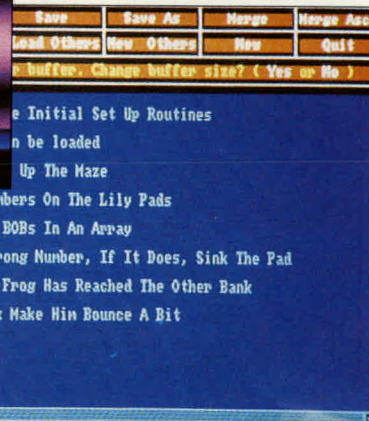 Save Save As Merge Merge Asc
Load Others New Others New Quit
r buffer. Change buffer size? ( Yes or No )
e Initial Set Up Routines
n be loaded
Up The Maze
mbers On The Lily Pads
BOBs In An Array
rong Number, If It Does, Sink The Pad
Frog Has Reached The Other Bank
Make Him Bounce A Bit